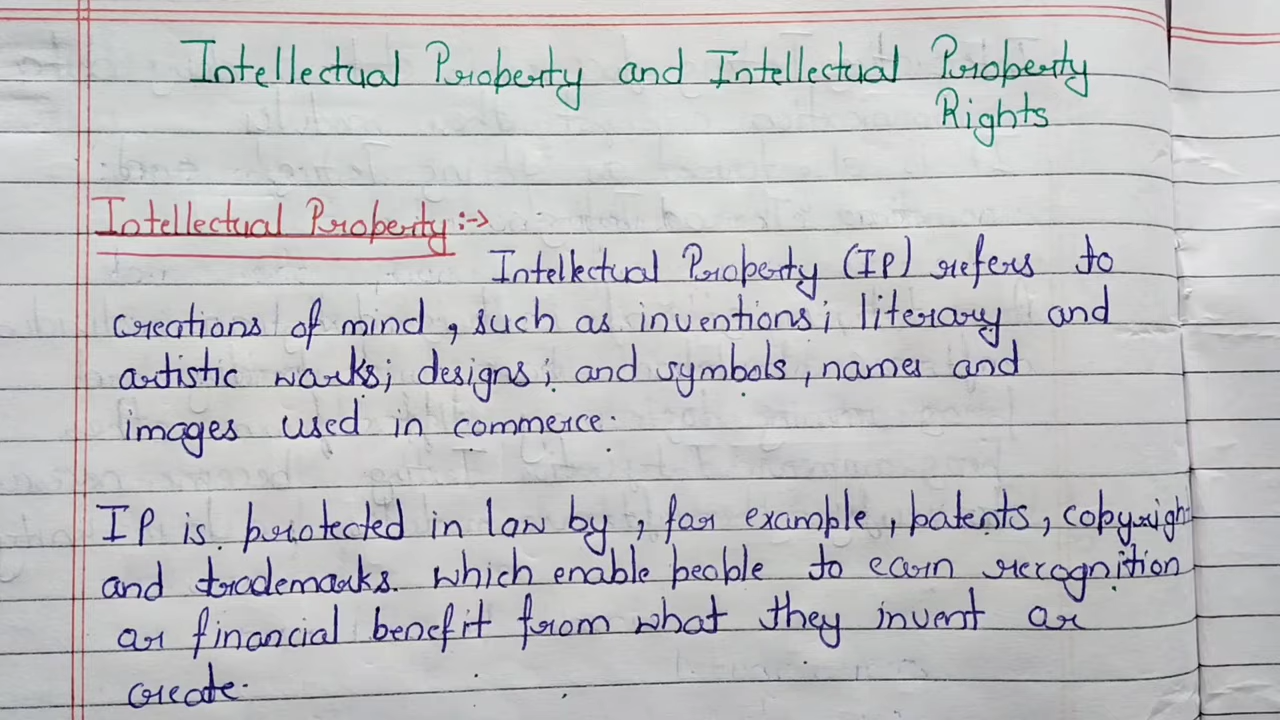 Intellectual Property and Intellectual Property
Rights
Intellectual Property :->
Intellectual Property (IP) refers to
creations of mind, such as inventions; literary and
artistic works; designs; and symbols, names and
images used in commerce.
IP is protected in law by, for example, patents, copyrigh
and trademarks. which enable people to earn recognition
or financial benefit from what they invent or
create.